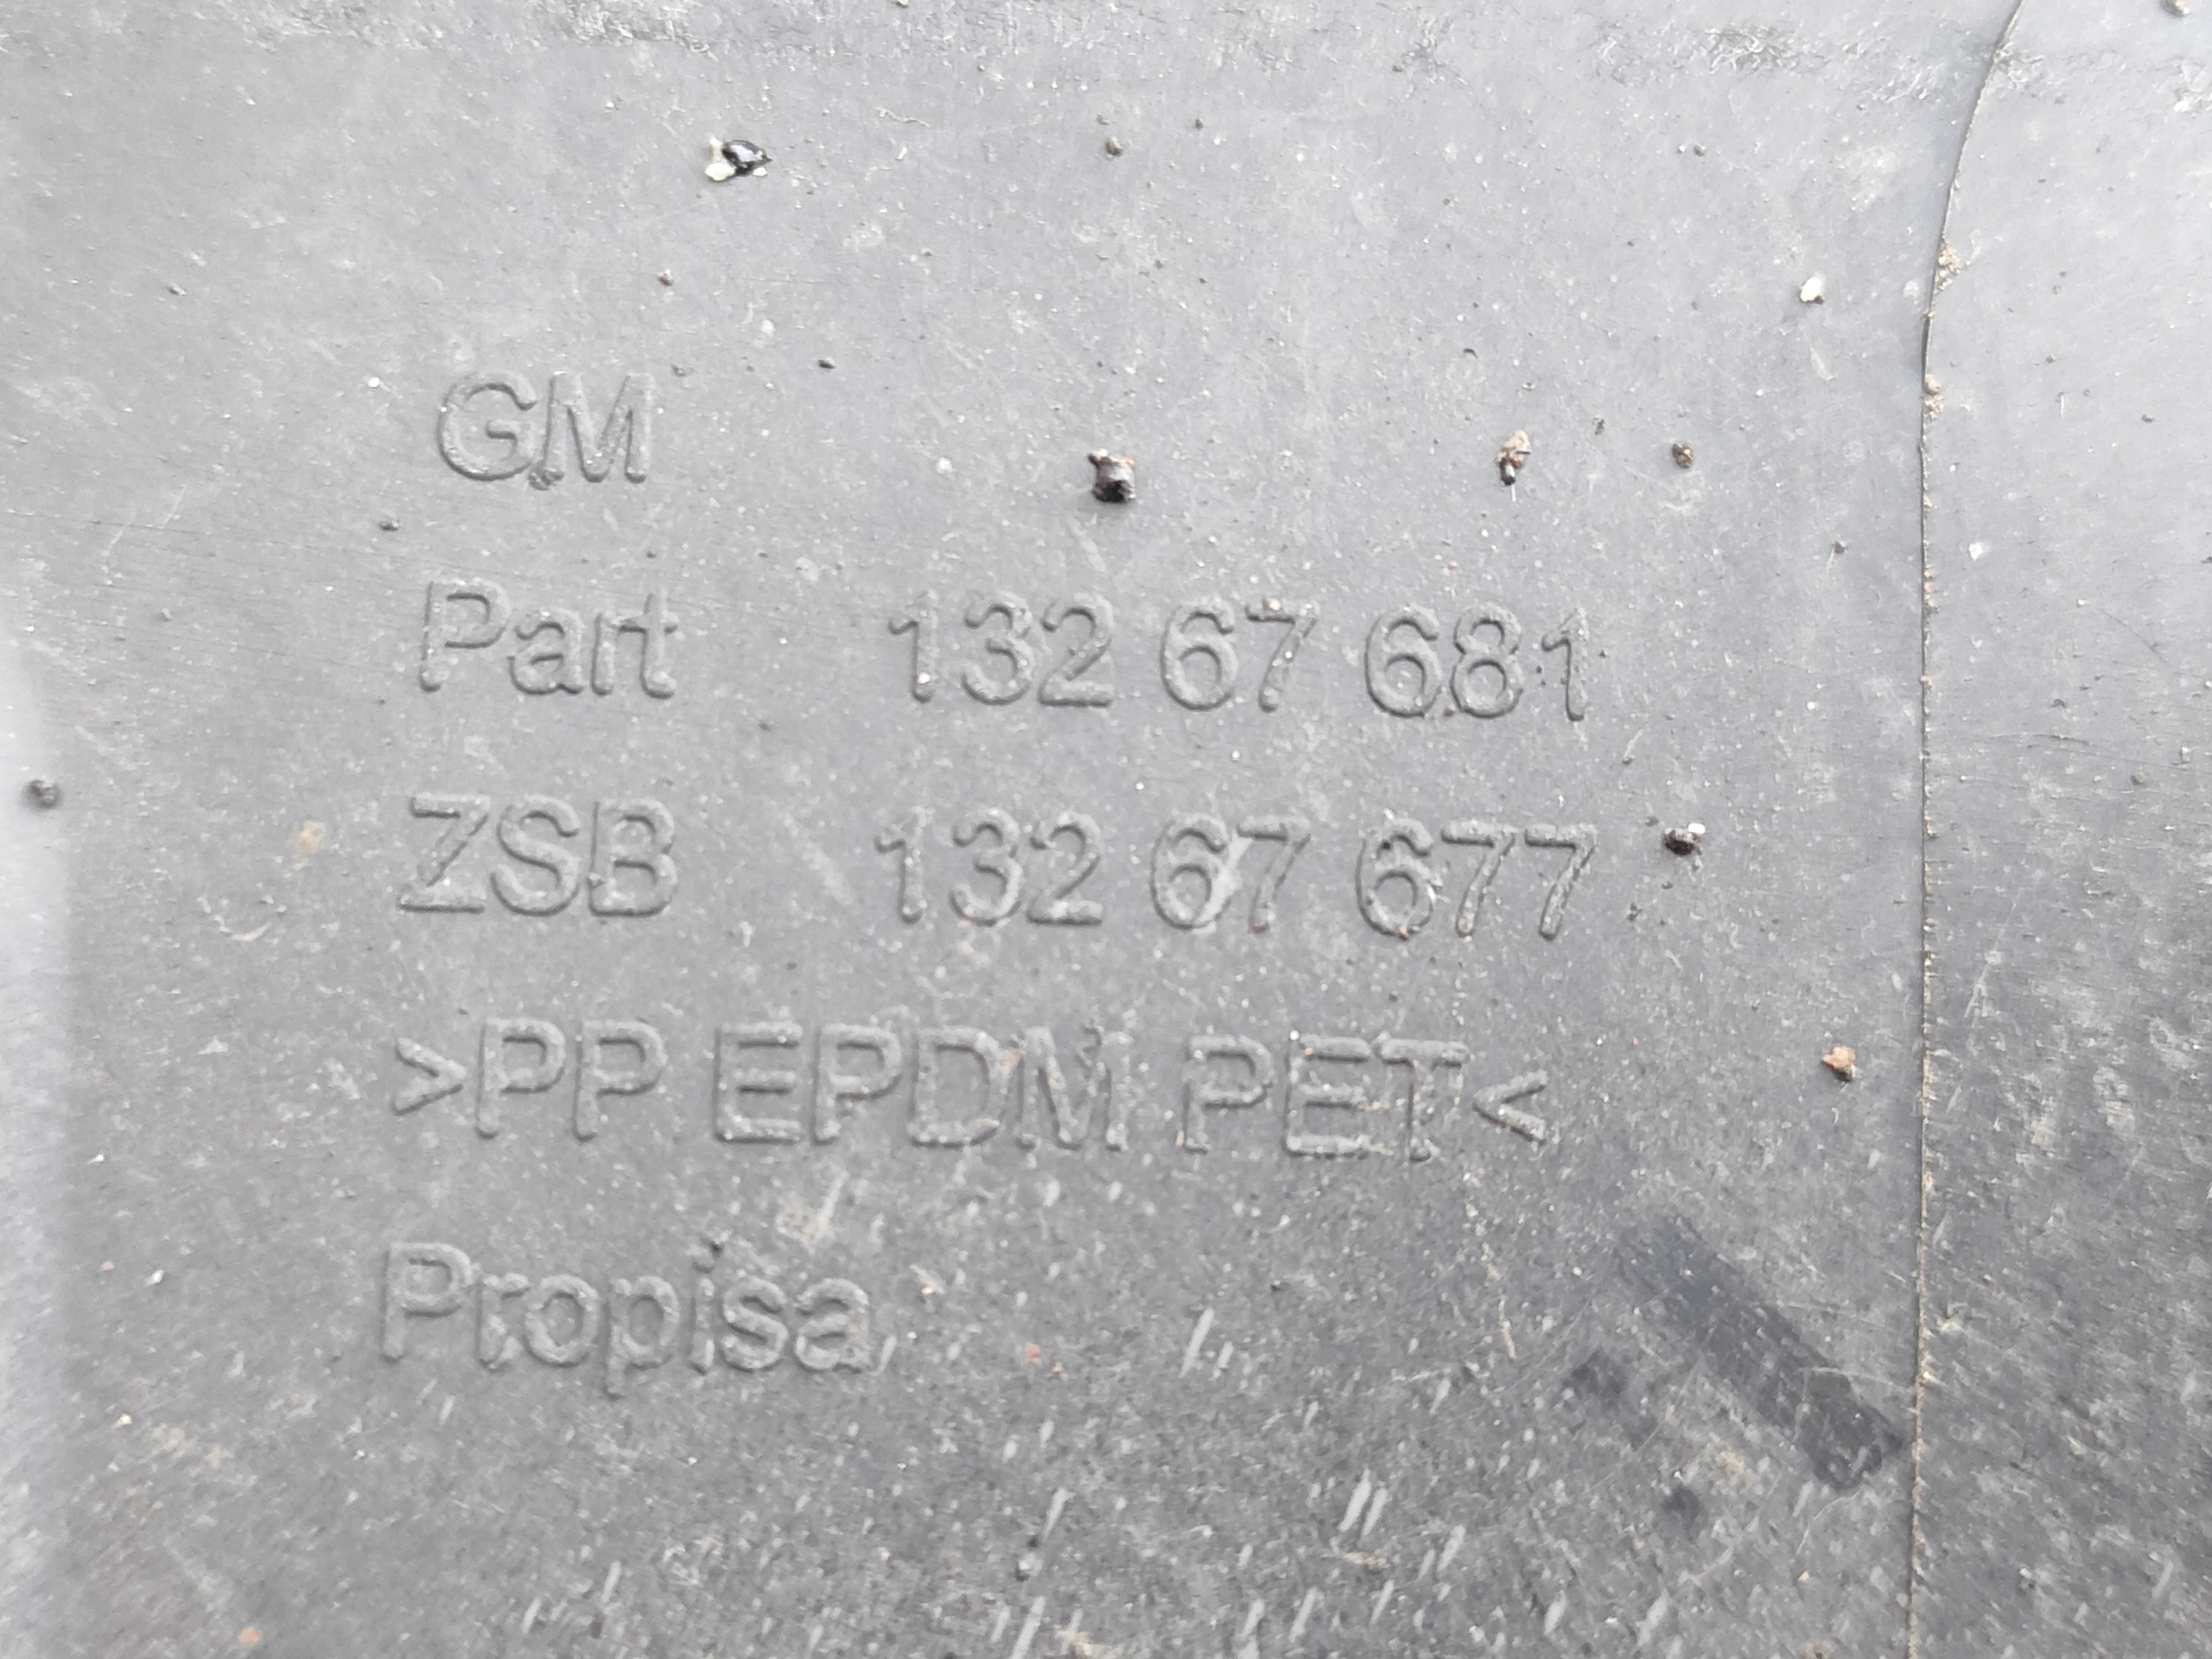 GM
Part 132 67 681
ZSB 132 67 677
>PP EPDM PET<
Propisa